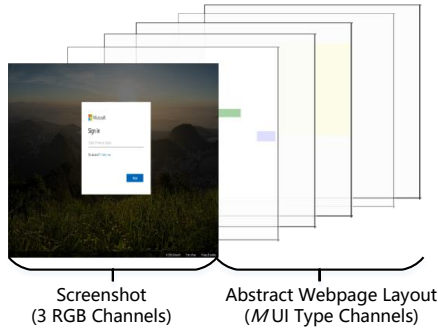 Microsoft
Sign in
Next
Screenshot
(3 RGB Channels)
Abstract Webpage Layout
(M UI Type Channels)